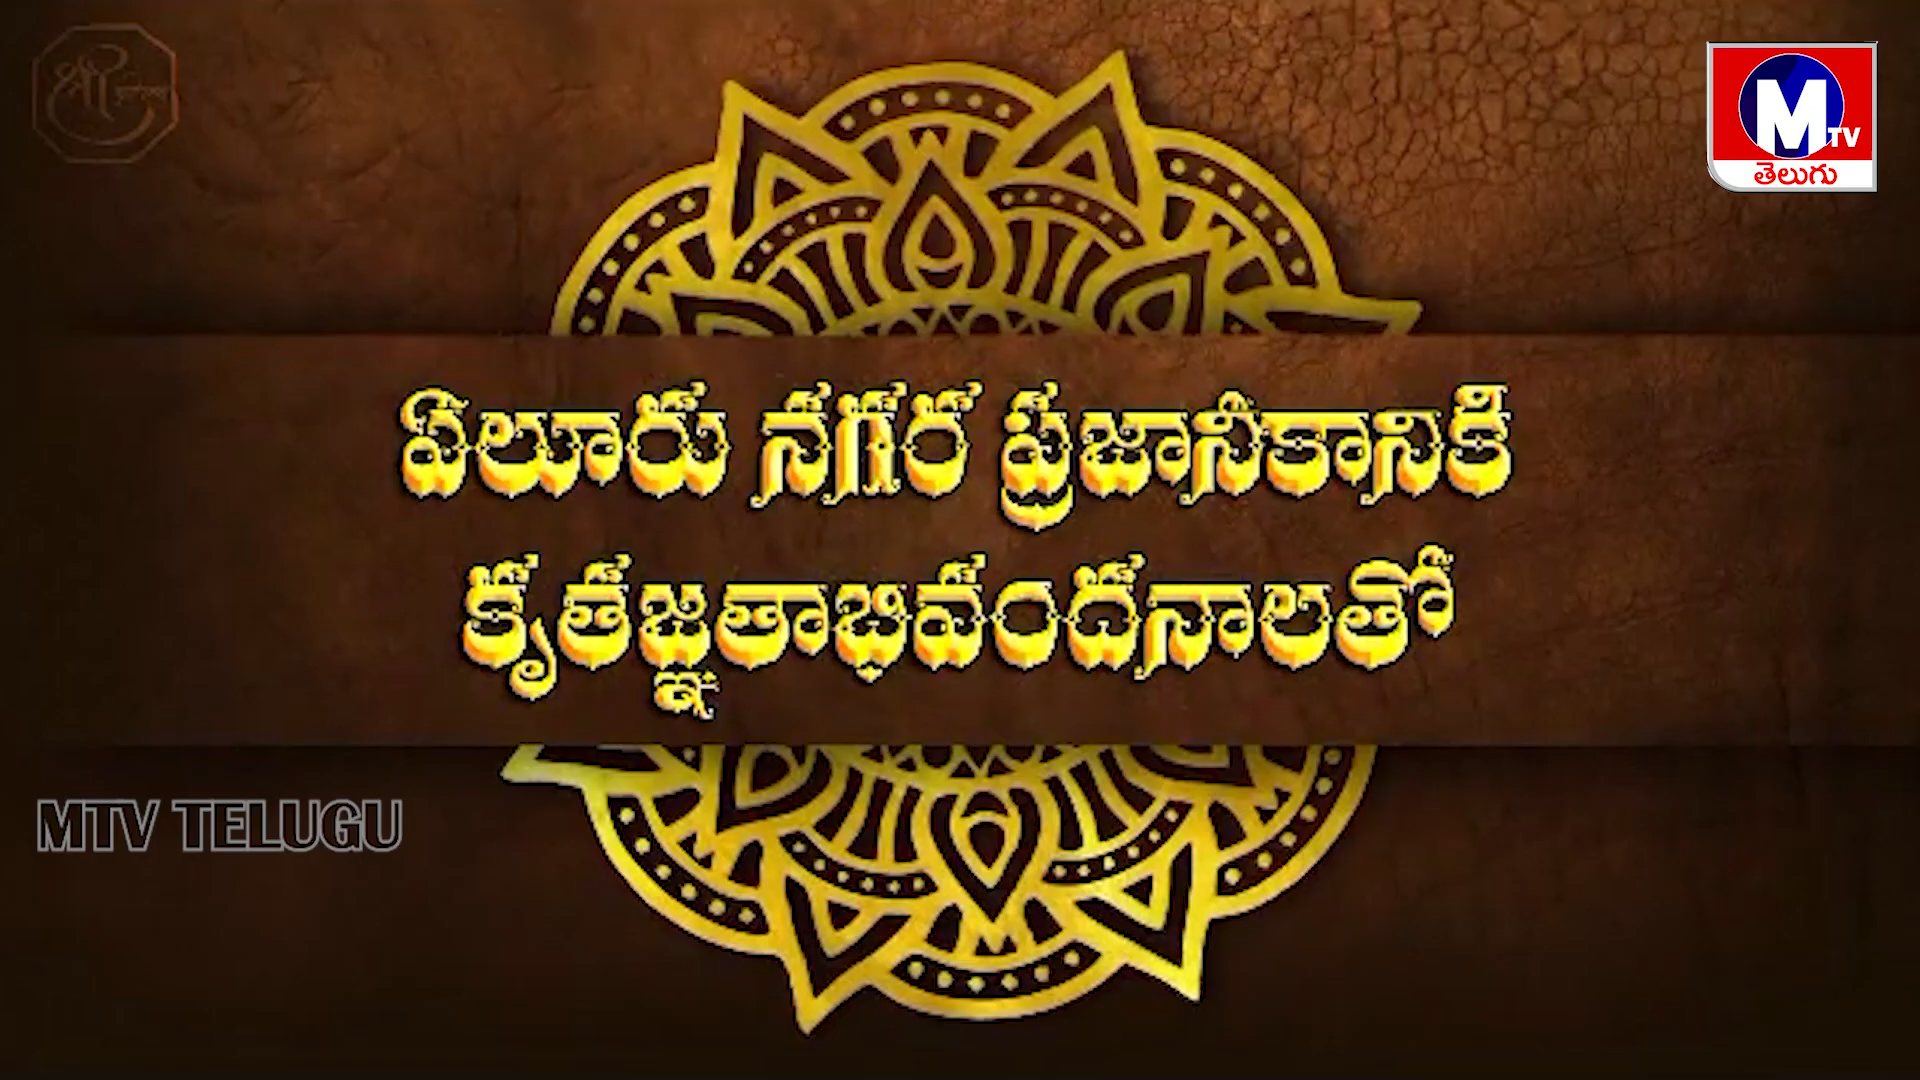 श्री
M
TV
తెలుగు
ఏలూరు నగర ప్రజానీకానికి
కృతజ్ఞతాభివందనాలతో
MTV TELUGU